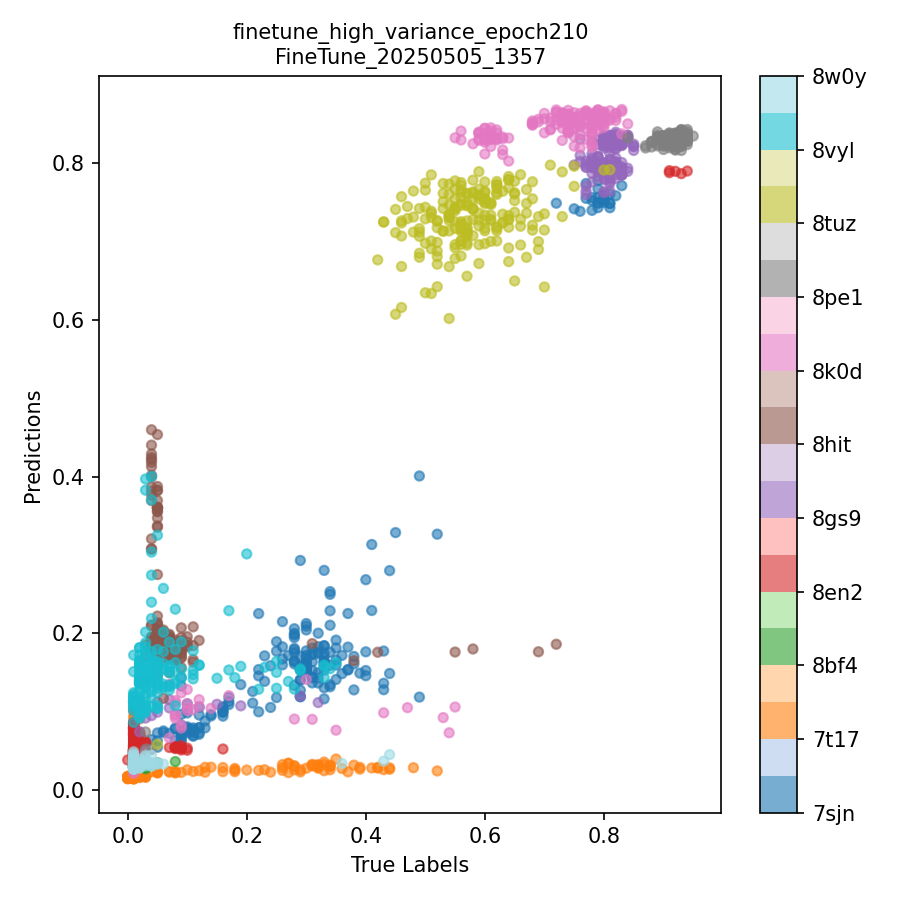 finetune_high_variance_epoch210
FineTune_20250505_1357
Predictions
0.8
0.6
0.4
0.2
0.0
0.0 0.2 0.4 0.6 0.8
True Labels
8w0y
8vyl
8tuz
8pe1
8k0d
8hit
8gs9
8en2
8bf4
7t17
7sjn